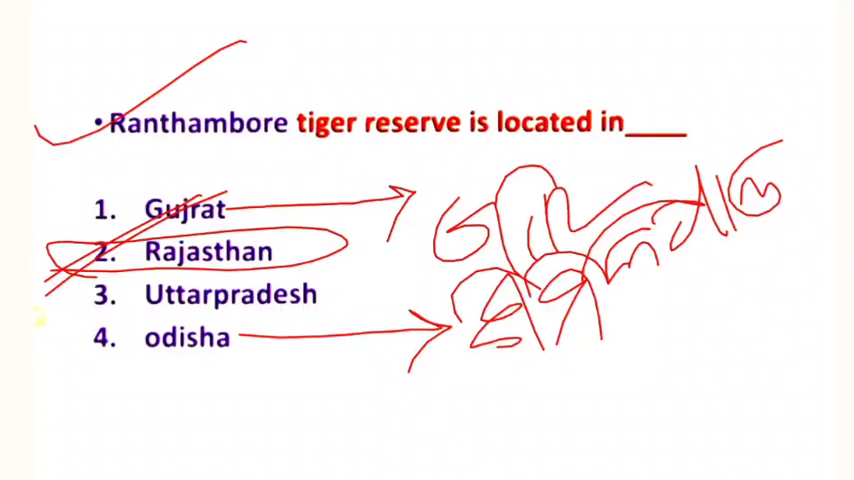 • Ranthambore tiger reserve is located in____
1. Gujrat
2. Rajasthan
3. Uttarpradesh
4. odisha